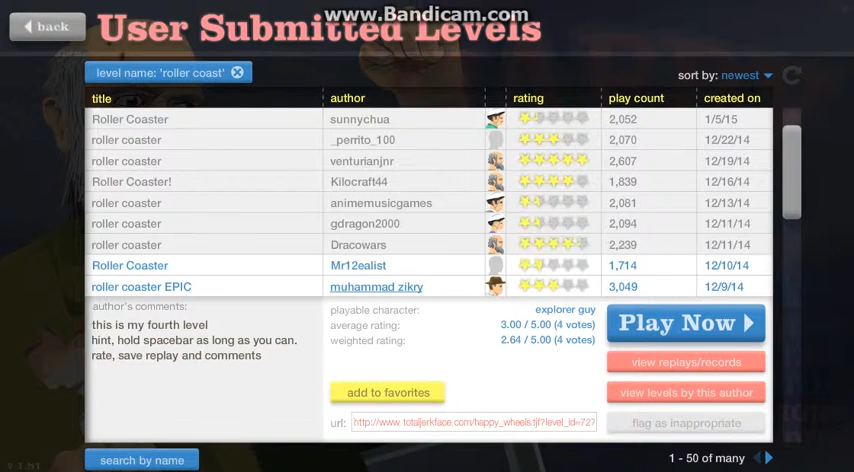 www.Bandicam.com
back
User Submitted Levels
level name: 'roller coast'
sort by: newest
title author rating play count created on
Roller Coaster sunnychua 2,052 1/5/15
roller coaster _perrito_100 2,070 12/22/14
roller coaster venturianjnr 2,607 12/19/14
Roller Coaster! Kilocraft44 1,839 12/16/14
roller coaster animemusicgames 2,081 12/13/14
roller coaster gdragon2000 2,094 12/11/14
roller coaster Dracowars 2,239 12/11/14
Roller Coaster Mr12ealist 1,714 12/10/14
roller coaster EPIC muhammad zikry 3,049 12/9/14
author's comments:
this is my fourth level
hint, hold spacebar as long as you can.
rate, save replay and comments
playable character: explorer guy
average rating: 3.00 / 5.00 (4 votes)
weighted rating: 2.64 / 5.00 (4 votes)
add to favorites
url: http://www.totaljerkface.com/happy_wheels.tjf?level_id=727
Play Now
view replays/records
view levels by this author
flag as inappropriate
search by name
1 - 50 of many